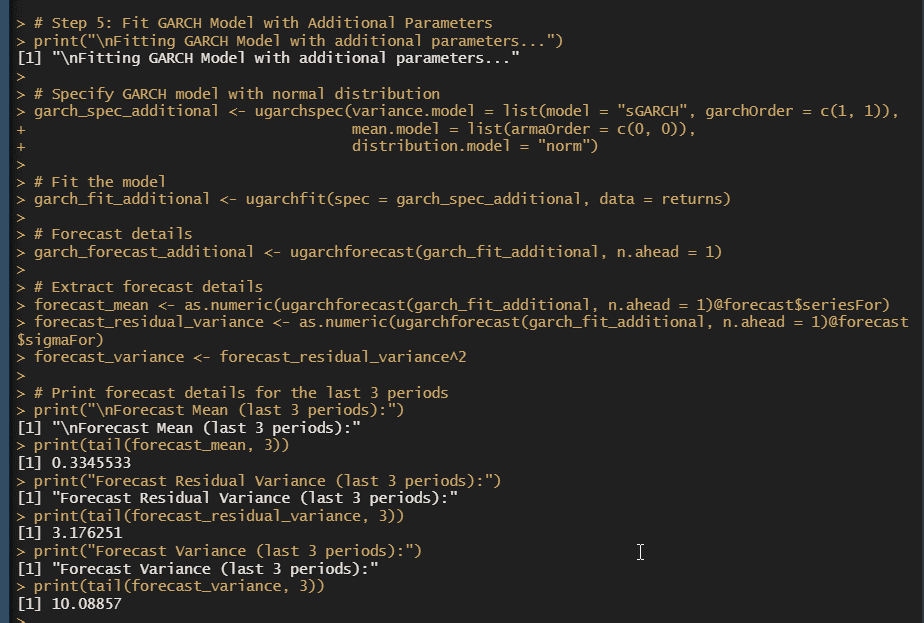 > # Step 5: Fit GARCH Model with Additional Parameters
> print("\nFitting GARCH Model with additional parameters...")
[1] "\nFitting GARCH Model with additional parameters..."
>
> # Specify GARCH model with normal distribution
> garch_spec_additional <- ugarchspec(variance.model = list(model = "sGARCH", garchOrder = c(1, 1)),
+                                     mean.model = list(armaOrder = c(0, 0)),
+                                     distribution.model = "norm")
>
> # Fit the model
> garch_fit_additional <- ugarchfit(spec = garch_spec_additional, data = returns)
>
> # Forecast details
> garch_forecast_additional <- ugarchforecast(garch_fit_additional, n.ahead = 1)
>
> # Extract forecast details
> forecast_mean <- as.numeric(ugarchforecast(garch_fit_additional, n.ahead = 1)@forecast$seriesFor)
> forecast_residual_variance <- as.numeric(ugarchforecast(garch_fit_additional, n.ahead = 1)@forecast
$sigmaFor)
> forecast_variance <- forecast_residual_variance^2
>
> # Print forecast details for the last 3 periods
> print("\nForecast Mean (last 3 periods):")
[1] "\nForecast Mean (last 3 periods):"
> print(tail(forecast_mean, 3))
[1] 0.3345533
> print("Forecast Residual Variance (last 3 periods):")
[1] "Forecast Residual Variance (last 3 periods):"
> print(tail(forecast_residual_variance, 3))
[1] 3.176251
> print("Forecast Variance (last 3 periods):")
[1] "Forecast Variance (last 3 periods):"
> print(tail(forecast_variance, 3))
[1] 10.08857
>